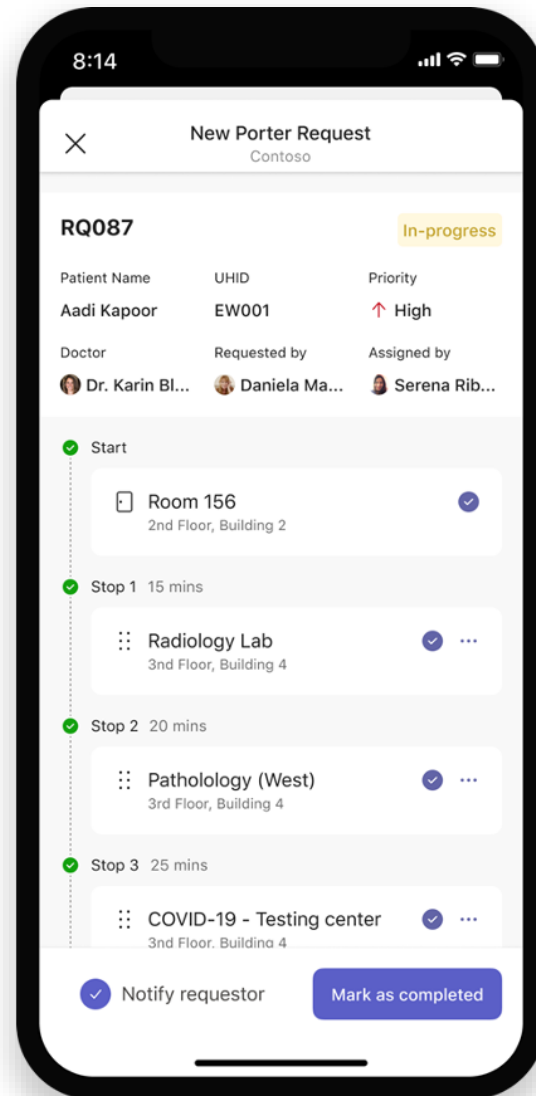 8:14
New Porter Request
Contoso
RQ087
In-progress
Patient Name UHID Priority
Aadi Kapoor EW001 High
Doctor Requested by Assigned by
Dr. Karin Bl... Daniela Ma... Serena Rib...
Start
Room 156
2nd Floor, Building 2
Stop 1 15 mins
Radiology Lab
3nd Floor, Building 4
Stop 2 20 mins
Patholology (West)
3rd Floor, Building 4
Stop 3 25 mins
COVID-19 - Testing center
3nd Floor, Building 4
Notify requestor
Mark as completed